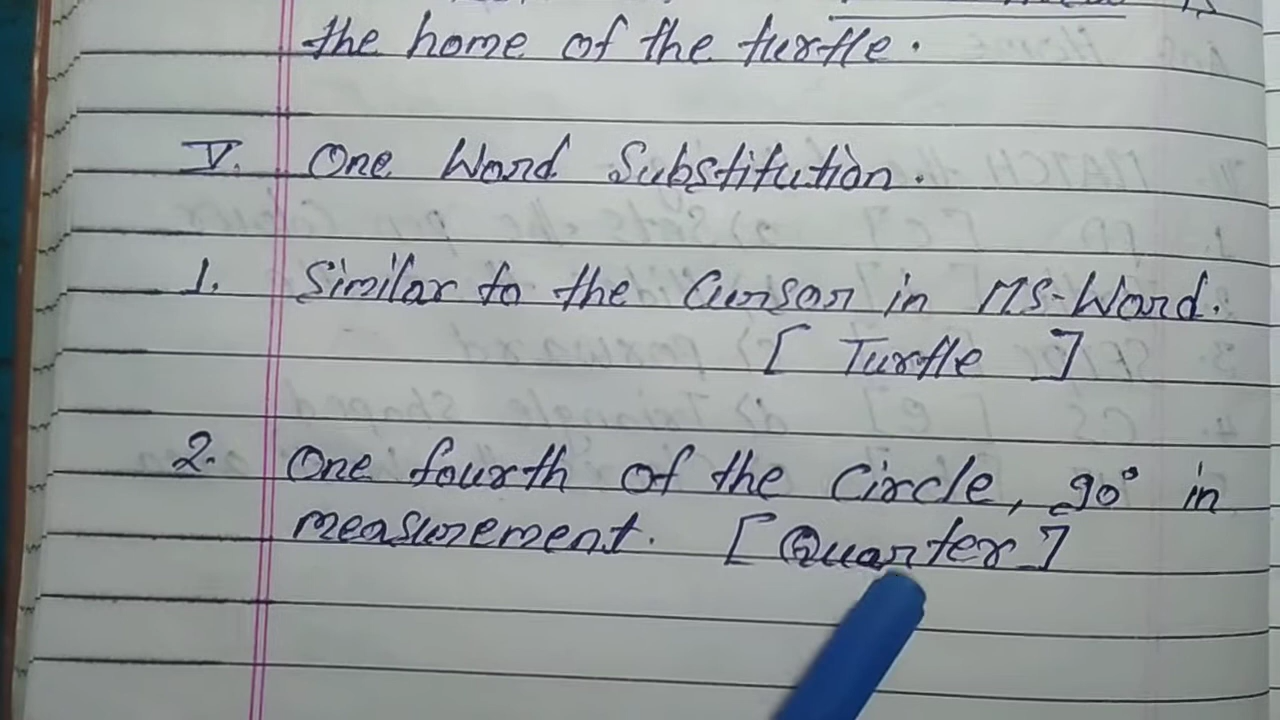 the home of the turtle.
V. One Word Substitution.
1. Similar to the Cursor in MS-Word.
[ Turtle ]
2. One fourth of the Circle, 90° in
measurement. [Quarter]